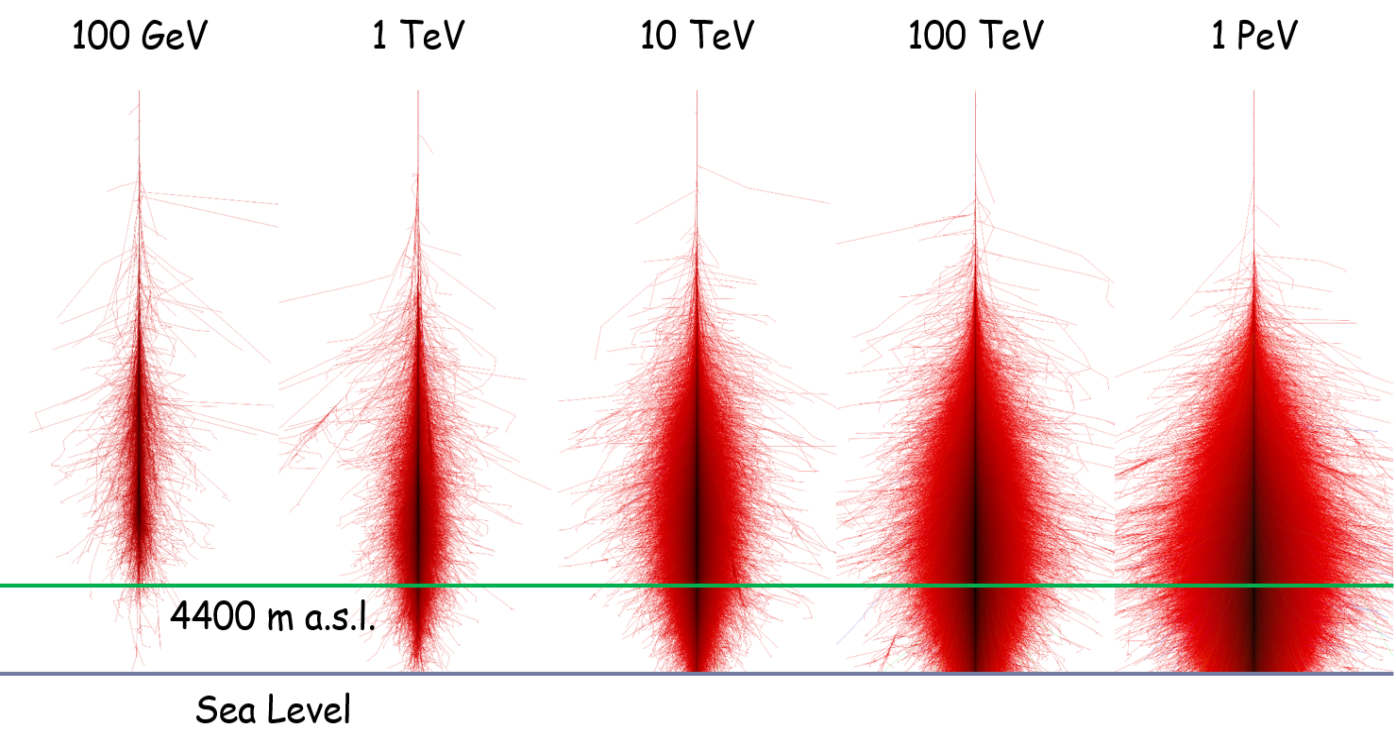 100 GeV
1 TeV
10 TeV
100 TeV
1 PeV
4400 m a.s.l.
Sea Level